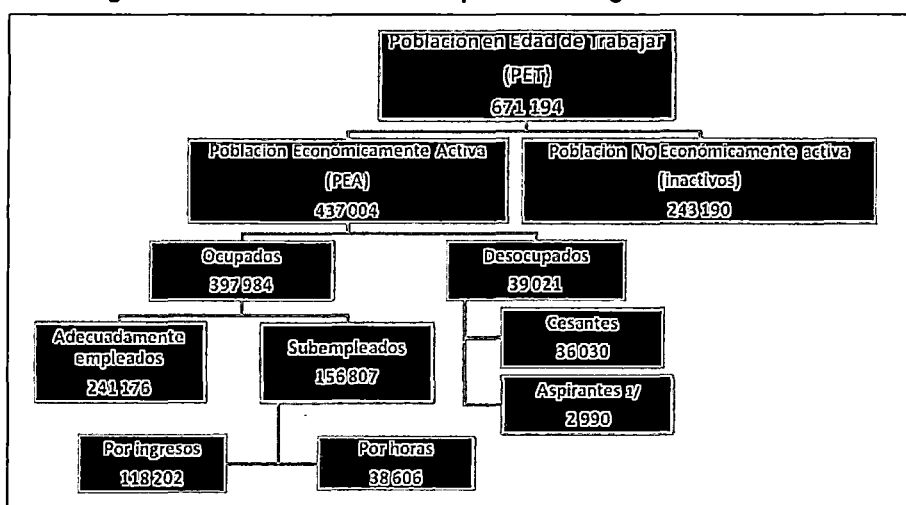 Población en Edad de Trabajar
(PET)
671 194
Población Económicamente Activa
(PEA)
437 004
Población No Económicamente activa
(inactivos)
243 190
Ocupados
397 984
Desocupados
39 021
Adecuadamente
empleados
241 176
Subempleados
156 807
Cesantes
36 030
Aspirantes 1/
2 990
Por ingresos
118 202
Por horas
38 606